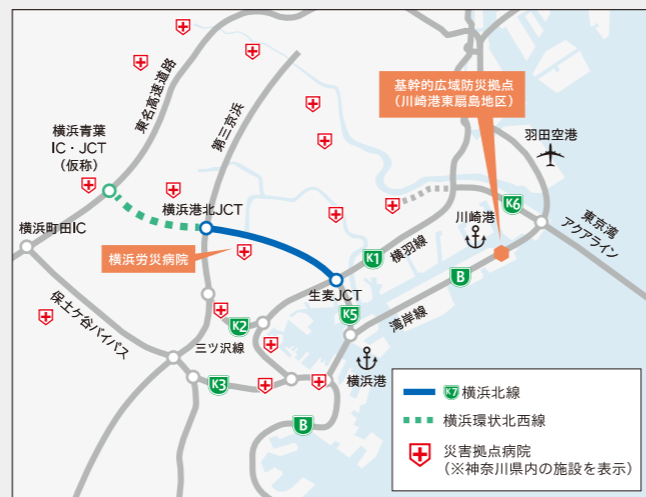 東名高速道路
第三京浜
基幹的広域防災拠点
(川崎港東扇島地区)
羽田空港
横浜青葉
IC・JCT
(仮称)
横浜港北JCT
川崎港
K6
東京湾
アクアライン
横浜町田IC
横浜労災病院
K1
横羽線
B
生麦JCT
保土ケ谷バイパス
K2
K5
湾岸線
三ツ沢線
横浜港
K3
B
K7 横浜北線
横浜環状北西線
災害拠点病院
(※神奈川県内の施設を表示)